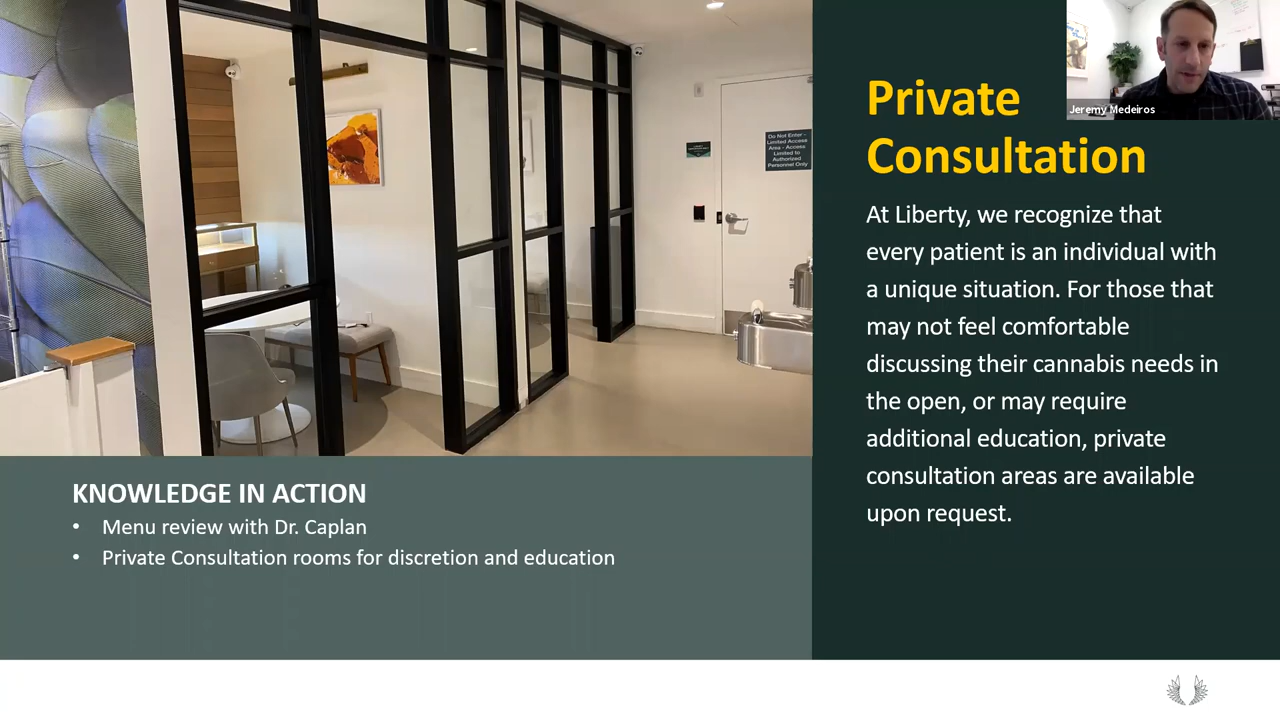 Private
Consultation
Jeremy Medeiros
At Liberty, we recognize that
every patient is an individual with
a unique situation. For those that
may not feel comfortable
discussing their cannabis needs in
the open, or may require
additional education, private
consultation areas are available
upon request.
Do Not Enter -
Limited Access
Area - Access
Limited to
Authorized
Personnel Only
KNOWLEDGE IN ACTION
• Menu review with Dr. Caplan
• Private Consultation rooms for discretion and education